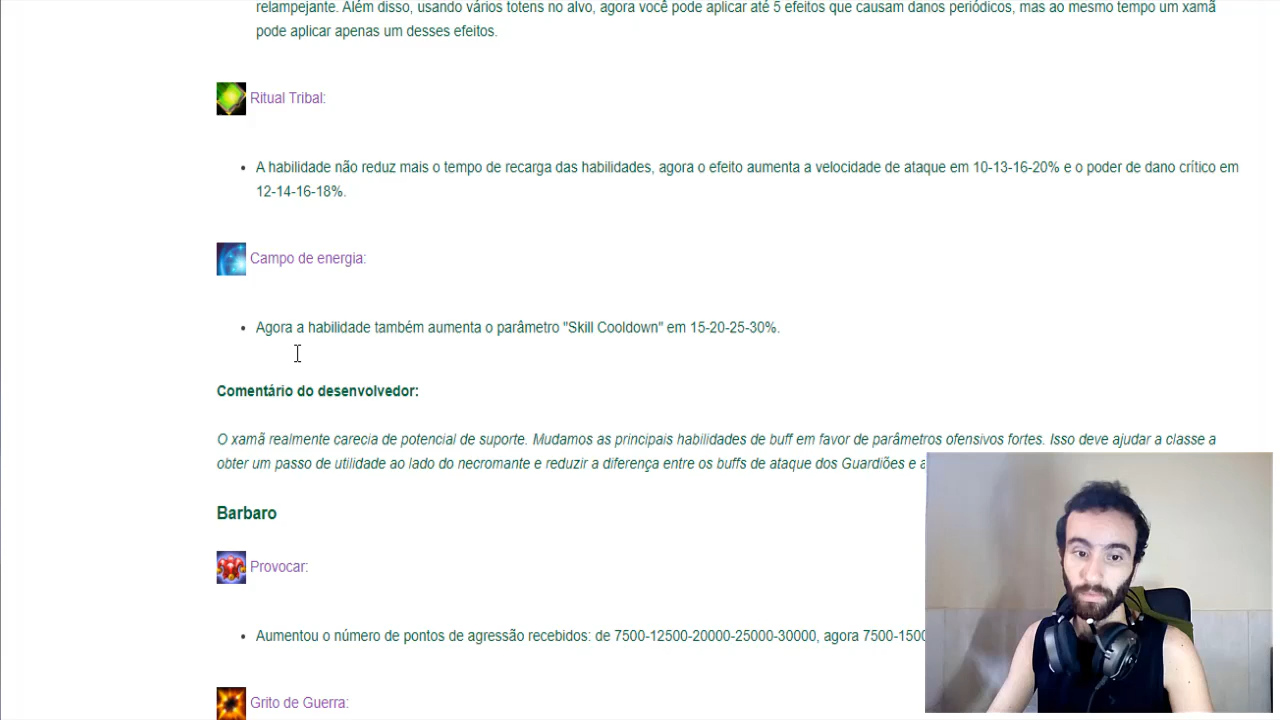 relampejante. Além disso, usando vários totens no alvo, agora você pode aplicar até 5 efeitos que causam danos periódicos, mas ao mesmo tempo um xamã
pode aplicar apenas um desses efeitos.
Ritual Tribal:
• A habilidade não reduz mais o tempo de recarga das habilidades, agora o efeito aumenta a velocidade de ataque em 10-13-16-20% e o poder de dano crítico em
12-14-16-18%.
Campo de energia:
• Agora a habilidade também aumenta o parâmetro "Skill Cooldown" em 15-20-25-30%.
Comentário do desenvolvedor:
O xamã realmente carecia de potencial de suporte. Mudamos as principais habilidades de buff em favor de parâmetros ofensivos fortes. Isso deve ajudar a classe a
obter um passo de utilidade ao lado do necromante e reduzir a diferença entre os buffs de ataque dos Guardiões e a
Barbaro
Provocar:
• Aumentou o número de pontos de agressão recebidos: de 7500-12500-20000-25000-30000, agora 7500-1500
Grito de Guerra: